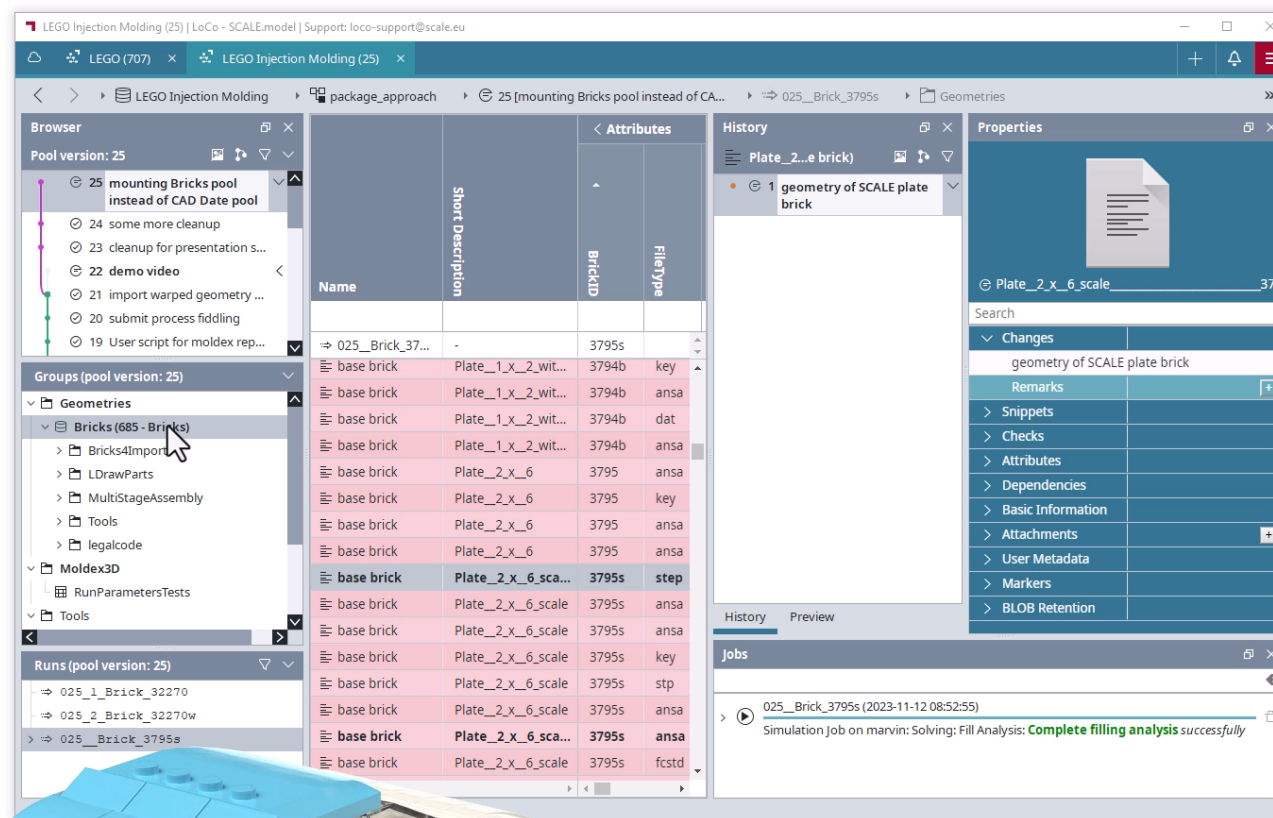 LEGO Injection Molding (25) | LoCo - SCALE.model | Support: loco-support@scale.eu
LEGO (707)
LEGO Injection Molding (25)
LEGO Injection Molding
package_approach
25 [mounting Bricks pool instead of CA...
025__Brick_3795s
Geometries
Browser
Pool version: 25
25 mounting Bricks pool
instead of CAD Date pool
24 some more cleanup
23 cleanup for presentation s...
22 demo video
21 import warped geometry ...
20 submit process fiddling
19 User script for moldex rep...
Groups (pool version: 25)
Geometries
Bricks (685 - Bricks)
Bricks4Import
LDrawParts
MultiStageAssembly
Tools
legalcode
Moldex3D
RunParametersTests
Tools
Runs (pool version: 25)
025_1_Brick_32270
025_2_Brick_32270w
025__Brick_3795s
Attributes
Name
Short Description
BrickID
FileType
025__Brick_37... - 3795s
base brick Plate__1_x__2_wit... 3794b key
base brick Plate__1_x__2_wit... 3794b ansa
base brick Plate__1_x__2_wit... 3794b dat
base brick Plate__1_x__2_wit... 3794b ansa
base brick Plate__2_x__6 3795 ansa
base brick Plate__2_x__6 3795 key
base brick Plate__2_x__6 3795 ansa
base brick Plate__2_x__6 3795 ansa
base brick Plate__2_x__6_sca... 3795s step
base brick Plate__2_x__6_scale 3795s ansa
base brick Plate__2_x__6_scale 3795s ansa
base brick Plate__2_x__6_scale 3795s key
base brick Plate__2_x__6_scale 3795s stp
base brick Plate__2_x__6_scale 3795s ansa
base brick Plate__2_x__6_sca... 3795s ansa
base brick Plate__2_x__6_scale 3795s fcstd
History
Plate__2...e brick)
1 geometry of SCALE plate
brick
History Preview
Properties
Plate__2_x__6_scale 37
Search
Changes
geometry of SCALE plate brick
Remarks
Snippets
Checks
Attributes
Dependencies
Basic Information
Attachments
User Metadata
Markers
BLOB Retention
Jobs
025__Brick_3795s (2023-11-12 08:52:55)
Simulation Job on marvin: Solving: Fill Analysis: Complete filling analysis successfully